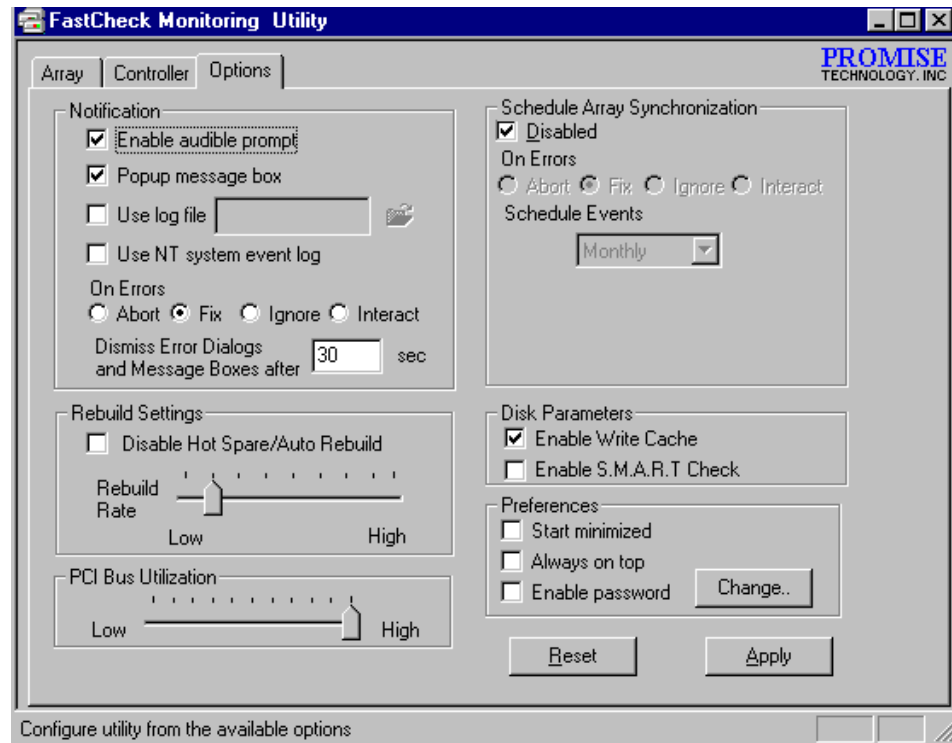 FastCheck Monitoring Utility
Array
Controller
Options
PROMISE
TECHNOLOGY, INC
Notification
Enable audible prompt
Popup message box
Use log file
Use NT system event log
On Errors
Abort
Fix
Ignore
Interact
Dismiss Error Dialogs
and Message Boxes after
30
sec
Schedule Array Synchronization
Disabled
On Errors
Abort
Fix
Ignore
Interact
Schedule Events
Monthly
Rebuild Settings
Disable Hot Spare/Auto Rebuild
Rebuild
Rate
Low
High
PCI Bus Utilization
Low
High
Disk Parameters
Enable Write Cache
Enable S.M.A.R.T Check
Preferences
Start minimized
Always on top
Enable password
Change..
Reset
Apply
Configure utility from the available options